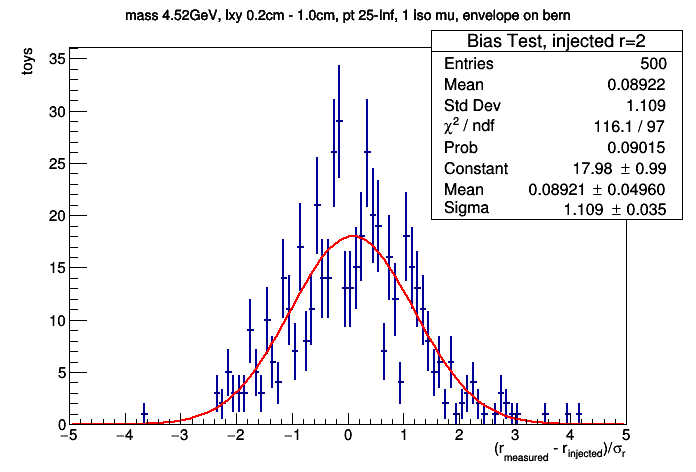 mass 4.52GeV, lxy 0.2cm - 1.0cm, pt 25-Inf, 1 Iso mu, envelope on bern
Bias Test, injected r=2
Entries 500
Mean 0.08922
Std Dev 1.109
χ² / ndf 116.1 / 97
Prob 0.09015
Constant 17.98 ± 0.99
Mean 0.08921 ± 0.04960
Sigma 1.109 ± 0.035
toys
35
30
25
20
15
10
5
0
−5 −4 −3 −2 −1 0 1 2 3 4 5
(r_measured - r_injected)/σ_r